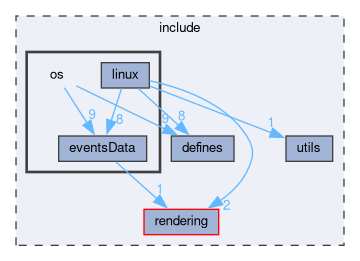 include
os
linux
9
8
9
8
1
eventsData
defines
utils
1
2
rendering